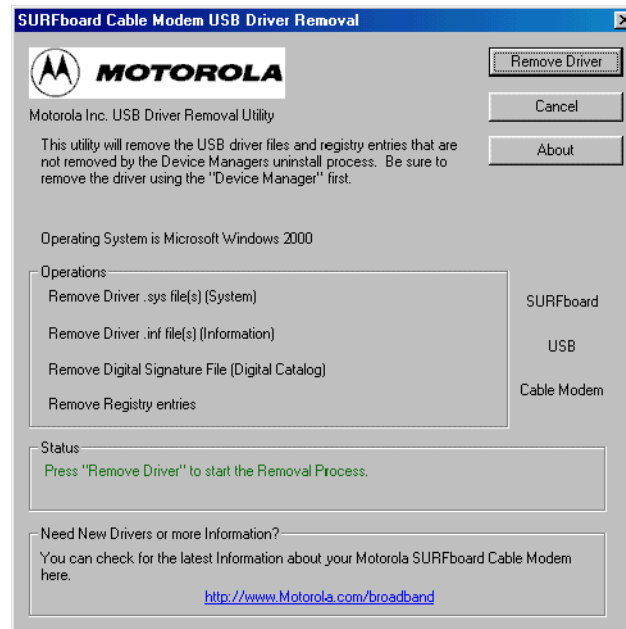 SURFboard Cable Modem USB Driver Removal
MOTOROLA
Remove Driver
Motorola Inc. USB Driver Removal Utility
Cancel
This utility will remove the USB driver files and registry entries that are
not removed by the Device Managers uninstall process. Be sure to
remove the driver using the "Device Manager" first.
About
Operating System is Microsoft Windows 2000
Operations
Remove Driver .sys file(s) (System)
Remove Driver .inf file(s) (Information)
Remove Digital Signature File (Digital Catalog)
Remove Registry entries
SURFboard
USB
Cable Modem
Status
Press "Remove Driver" to start the Removal Process.
Need New Drivers or more Information?
You can check for the latest Information about your Motorola SURFboard Cable Modem
here.
http://www.Motorola.com/broadband